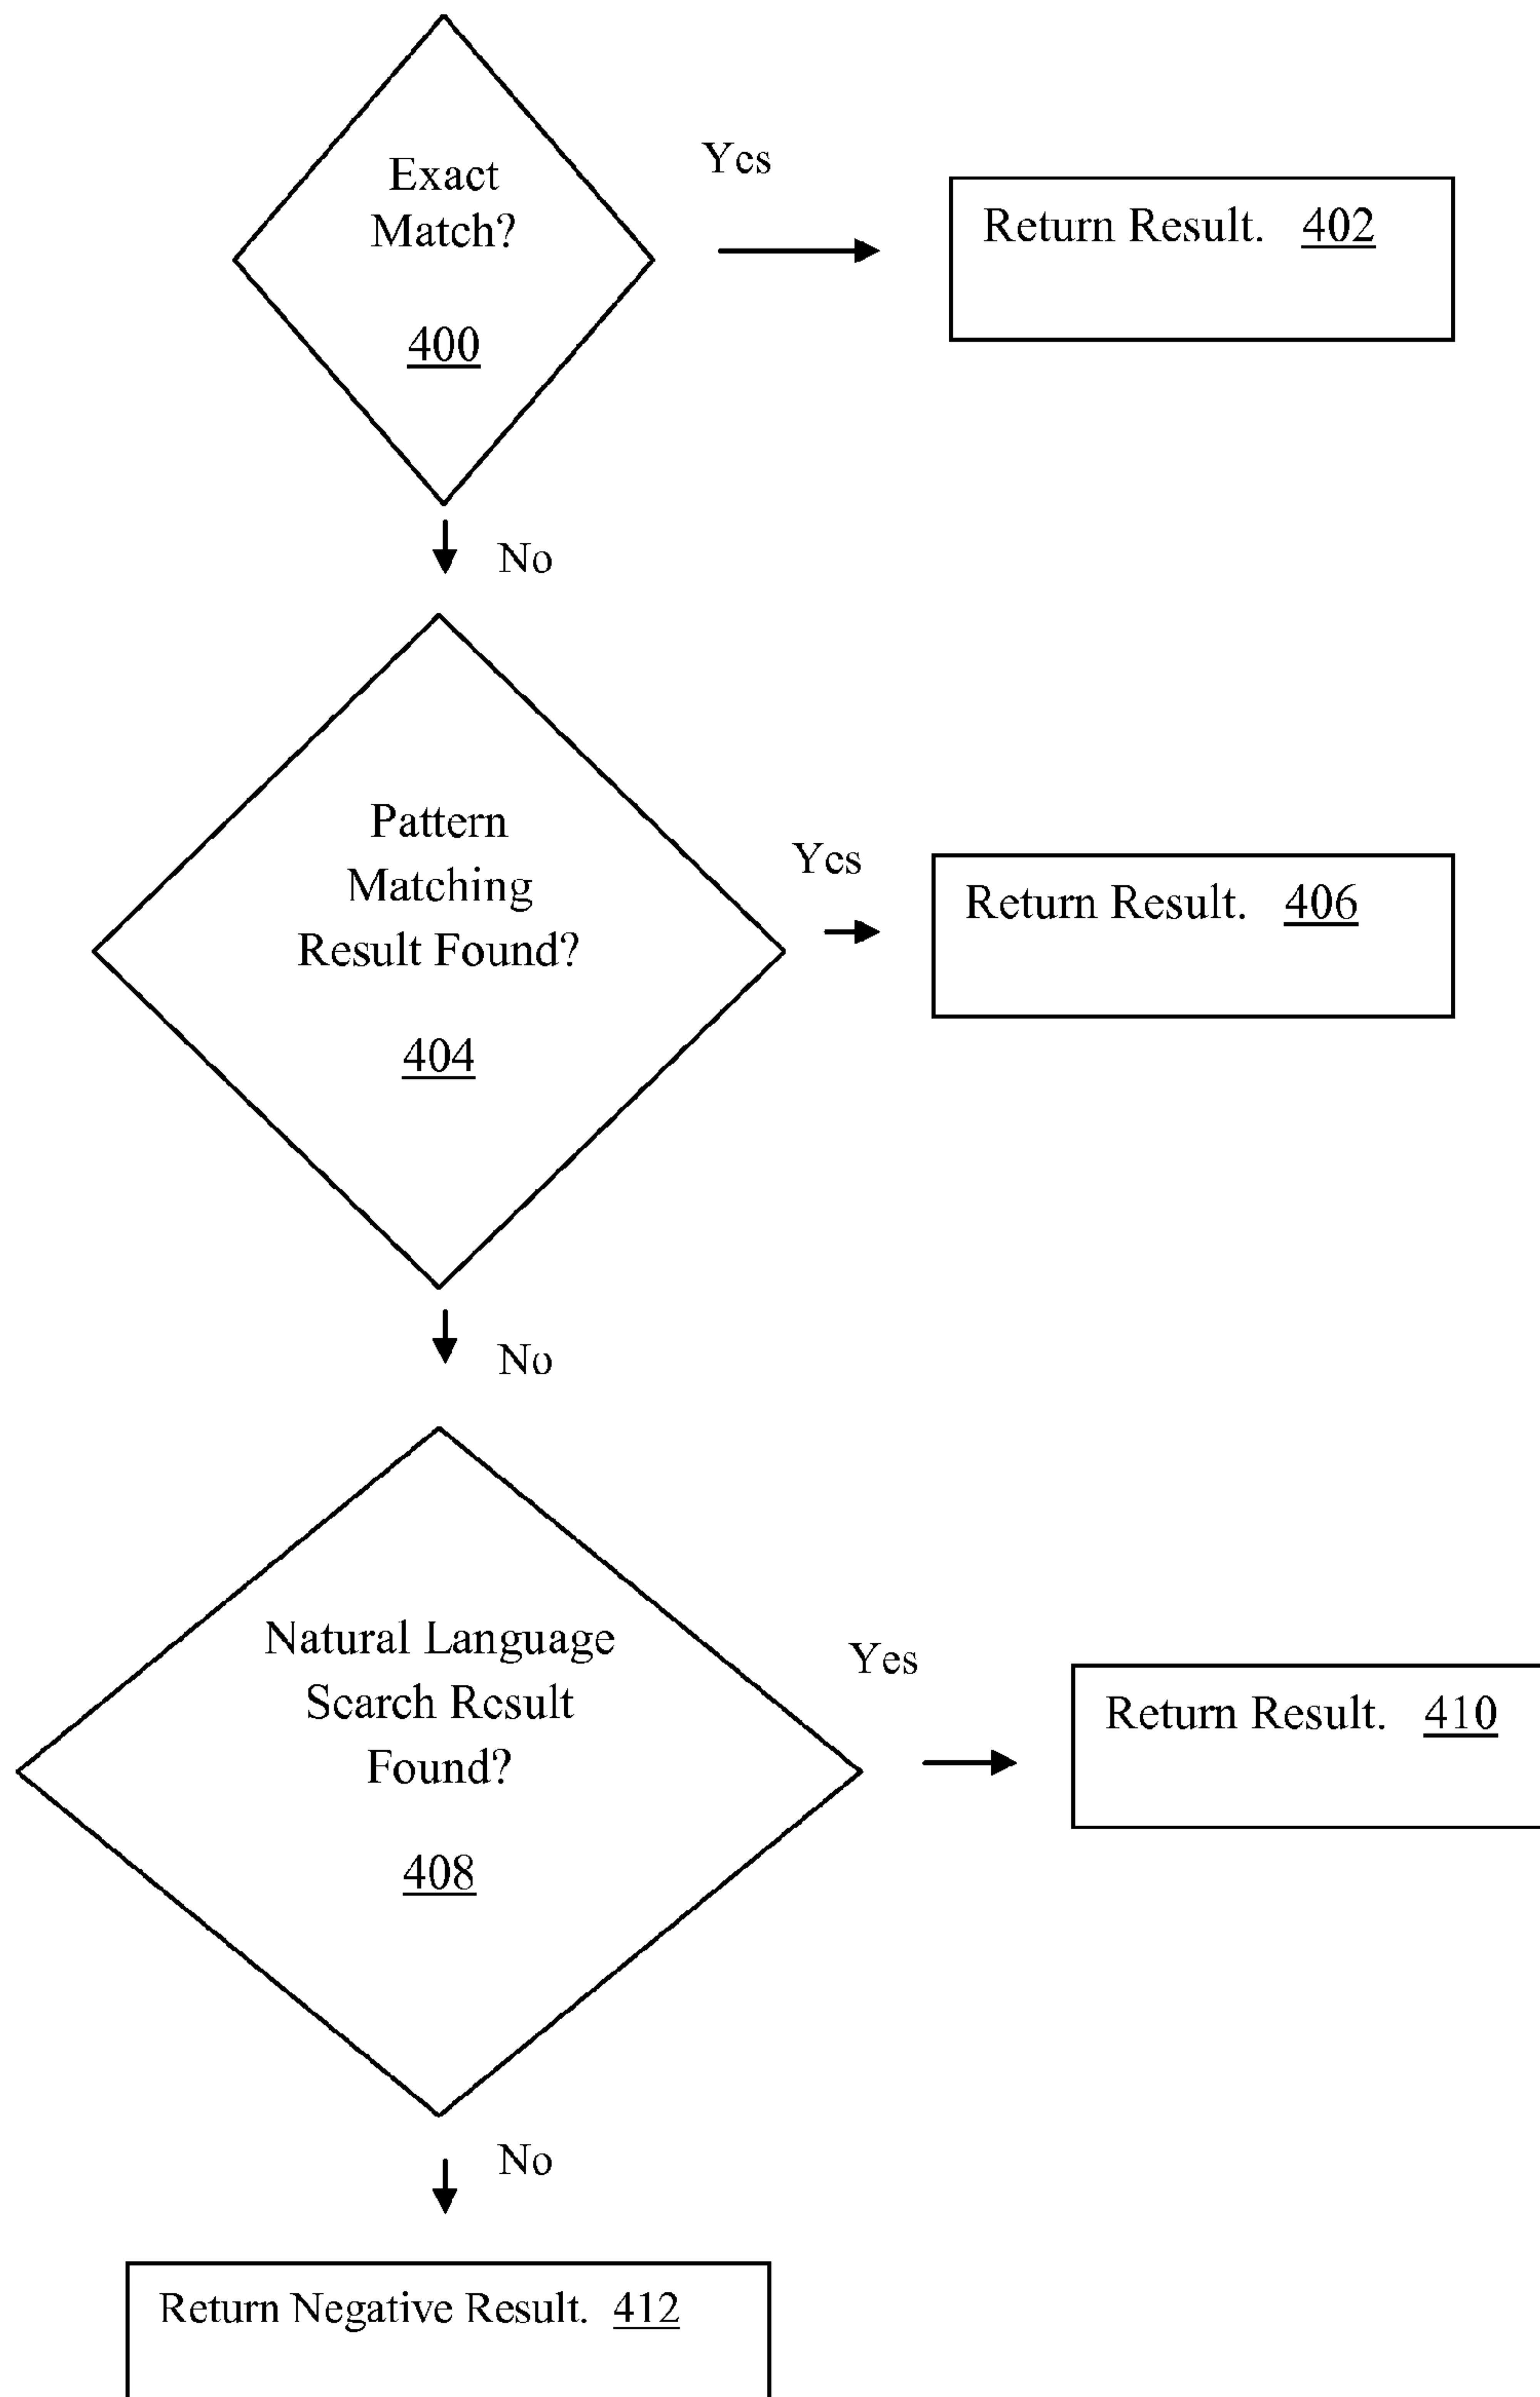 Exact
Match?
400
Yes
Return Result. 402
No
Pattern
Matching
Result Found?
404
Yes
Return Result. 406
No
Natural Language
Search Result
Found?
408
Yes
Return Result. 410
No
Return Negative Result. 412